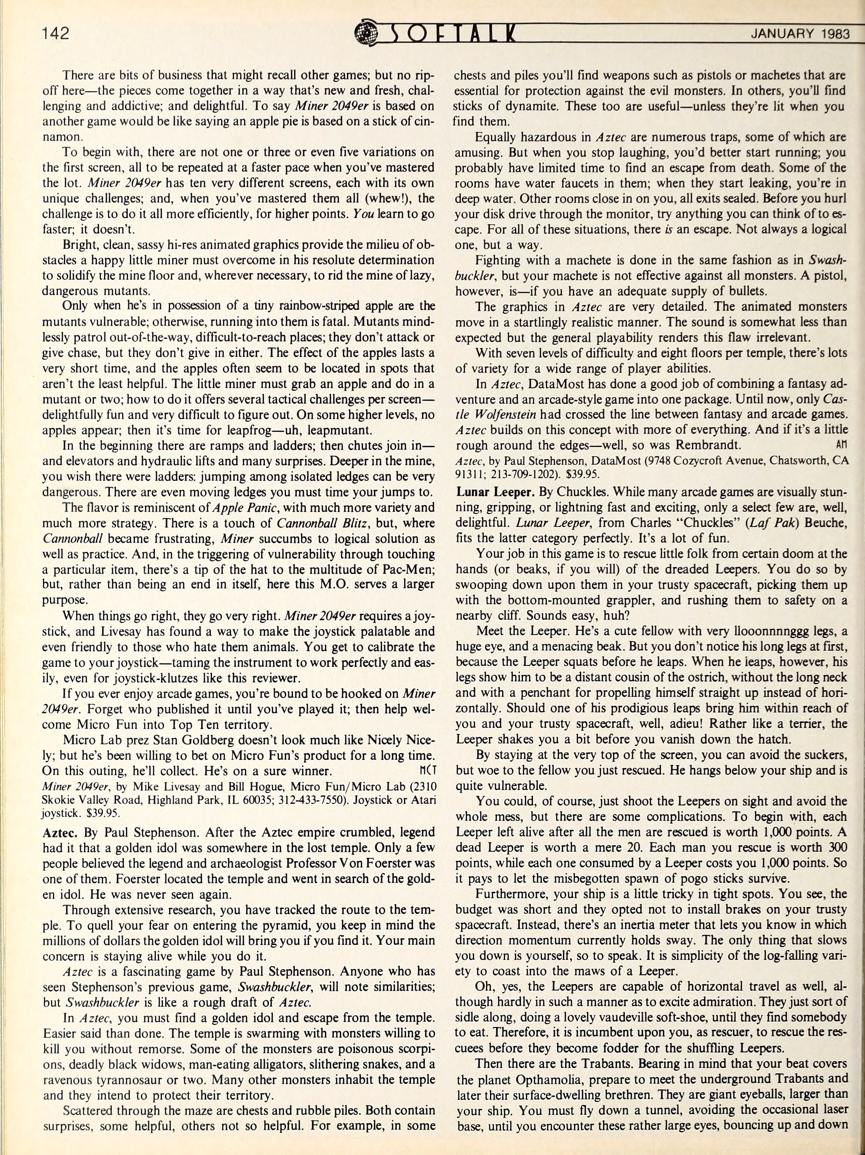 142
SOFTALK
JANUARY 1983
There are bits of business that might recall other games; but no rip-
off here—the pieces come together in a way that's new and fresh, chal-
lenging and addictive; and delightful. To say Miner 2049er is based on
another game would be like saying an apple pie is based on a stick of cin-
namon.
To begin with, there are not one or three or even five variations on
the first screen, all to be repeated at a faster pace when you've mastered
the lot. Miner 2049er has ten very different screens, each with its own
unique challenges; and, when you've mastered them all (whew!), the
challenge is to do it all more efficiently, for higher points. You learn to go
faster; it doesn't.
Bright, clean, sassy hi-res animated graphics provide the milieu of ob-
stacles a happy little miner must overcome in his resolute determination
to solidify the mine floor and, wherever necessary, to rid the mine of lazy,
dangerous mutants.
Only when he's in possession of a tiny rainbow-striped apple are the
mutants vulnerable; otherwise, running into them is fatal. Mutants mind-
lessly patrol out-of-the-way, difficult-to-reach places; they don't attack or
give chase, but they don't give in either. The effect of the apples lasts a
very short time, and the apples often seem to be located in spots that
aren't the least helpful. The little miner must grab an apple and do in a
mutant or two; how to do it offers several tactical challenges per screen—
delightfully fun and very difficult to figure out. On some higher levels, no
apples appear; then it's time for leapfrog—uh, leapmutant.
In the beginning there are ramps and ladders; then chutes join in—
and elevators and hydraulic lifts and many surprises. Deeper in the mine,
you wish there were ladders: jumping among isolated ledges can be very
dangerous. There are even moving ledges you must time your jumps to.
The flavor is reminiscent of Apple Panic, with much more variety and
much more strategy. There is a touch of Cannonball Blitz, but, where
Cannonball became frustrating, Miner succumbs to logical solution as
well as practice. And, in the triggering of vulnerability through touching
a particular item, there's a tip of the hat to the multitude of Pac-Men;
but, rather than being an end in itself, here this M.O. serves a larger
purpose.
When things go right, they go very right. Miner 2049er requires a joy-
stick, and Livesay has found a way to make the joystick palatable and
even friendly to those who hate them animals. You get to calibrate the
game to your joystick—taming the instrument to work perfectly and eas-
ily, even for joystick-klutzes like this reviewer.
If you ever enjoy arcade games, you're bound to be hooked on Miner
2049er. Forget who published it until you've played it; then help wel-
come Micro Fun into Top Ten territory.
Micro Lab prez Stan Goldberg doesn't look much like Nicely Nice-
ly; but he's been willing to bet on Micro Fun's product for a long time.
On this outing, he'll collect. He's on a sure winner. MCT
Miner 2049er, by Mike Livesay and Bill Hogue, Micro Fun/Micro Lab (2310
Skokie Valley Road, Highland Park, IL 60035; 312-433-7550). Joystick or Atari
joystick. $39.95.
Aztec. By Paul Stephenson. After the Aztec empire crumbled, legend
had it that a golden idol was somewhere in the lost temple. Only a few
people believed the legend and archaeologist Professor Von Foerster was
one of them. Foerster located the temple and went in search of the gold-
en idol. He was never seen again.
Through extensive research, you have tracked the route to the tem-
ple. To quell your fear on entering the pyramid, you keep in mind the
millions of dollars the golden idol will bring you if you find it. Your main
concern is staying alive while you do it.
Aztec is a fascinating game by Paul Stephenson. Anyone who has
seen Stephenson's previous game, Swashbuckler, will note similarities;
but Swashbuckler is like a rough draft of Aztec.
In Aztec, you must find a golden idol and escape from the temple.
Easier said than done. The temple is swarming with monsters willing to
kill you without remorse. Some of the monsters are poisonous scorpi-
ons, deadly black widows, man-eating alligators, slithering snakes, and a
ravenous tyrannosaur or two. Many other monsters inhabit the temple
and they intend to protect their territory.
Scattered through the maze are chests and rubble piles. Both contain
surprises, some helpful, others not so helpful. For example, in some
chests and piles you'll find weapons such as pistols or machetes that are
essential for protection against the evil monsters. In others, you'll find
sticks of dynamite. These too are useful—unless they're lit when you
find them.
Equally hazardous in Aztec are numerous traps, some of which are
amusing. But when you stop laughing, you'd better start running; you
probably have limited time to find an escape from death. Some of the
rooms have water faucets in them; when they start leaking, you're in
deep water. Other rooms close in on you, all exits sealed. Before you hurl
your disk drive through the monitor, try anything you can think of to es-
cape. For all of these situations, there is an escape. Not always a logical
one, but a way.
Fighting with a machete is done in the same fashion as in Swash-
buckler, but your machete is not effective against all monsters. A pistol,
however, is—if you have an adequate supply of bullets.
The graphics in Aztec are very detailed. The animated monsters
move in a startlingly realistic manner. The sound is somewhat less than
expected but the general playability renders this flaw irrelevant.
With seven levels of difficulty and eight floors per temple, there's lots
of variety for a wide range of player abilities.
In Aztec, DataMost has done a good job of combining a fantasy ad-
venture and an arcade-style game into one package. Until now, only Cas-
tle Wolfenstein had crossed the line between fantasy and arcade games.
Aztec builds on this concept with more of everything. And if it's a little
rough around the edges—well, so was Rembrandt. AM
Aztec, by Paul Stephenson, DataMost (9748 Cozycroft Avenue, Chatsworth, CA
91311; 213-709-1202). $39.95.
Lunar Leeper. By Chuckles. While many arcade games are visually stun-
ning, gripping, or lightning fast and exciting, only a select few are, well,
delightful. Lunar Leeper, from Charles "Chuckles" (Laf Pak) Beuche,
fits the latter category perfectly. It's a lot of fun.
Your job in this game is to rescue little folk from certain doom at the
hands (or beaks, if you will) of the dreaded Leepers. You do so by
swooping down upon them in your trusty spacecraft, picking them up
with the bottom-mounted grappler, and rushing them to safety on a
nearby cliff. Sounds easy, huh?
Meet the Leeper. He's a cute fellow with very llooonnnnggg legs, a
huge eye, and a menacing beak. But you don't notice his long legs at first,
because the Leeper squats before he leaps. When he leaps, however, his
legs show him to be a distant cousin of the ostrich, without the long neck
and with a penchant for propelling himself straight up instead of hori-
zontally. Should one of his prodigious leaps bring him within reach of
you and your trusty spacecraft, well, adieu! Rather like a terrier, the
Leeper shakes you a bit before you vanish down the hatch.
By staying at the very top of the screen, you can avoid the suckers,
but woe to the fellow you just rescued. He hangs below your ship and is
quite vulnerable.
You could, of course, just shoot the Leepers on sight and avoid the
whole mess, but there are some complications. To begin with, each
Leeper left alive after all the men are rescued is worth 1,000 points. A
dead Leeper is worth a mere 20. Each man you rescue is worth 300
points, while each one consumed by a Leeper costs you 1,000 points. So
it pays to let the misbegotten spawn of pogo sticks survive.
Furthermore, your ship is a little tricky in tight spots. You see, the
budget was short and they opted not to install brakes on your trusty
spacecraft. Instead, there's an inertia meter that lets you know in which
direction momentum currently holds sway. The only thing that slows
you down is yourself, so to speak. It is simplicity of the log-falling vari-
ety to coast into the maws of a Leeper.
Oh, yes, the Leepers are capable of horizontal travel as well, al-
though hardly in such a manner as to excite admiration. They just sort of
sidle along, doing a lovely vaudeville soft-shoe, until they find somebody
to eat. Therefore, it is incumbent upon you, as rescuer, to rescue the res-
cuees before they become fodder for the shuffling Leepers.
Then there are the Trabants. Bearing in mind that your beat covers
the planet Opthamolia, prepare to meet the underground Trabants and
later their surface-dwelling brethren. They are giant eyeballs, larger than
your ship. You must fly down a tunnel, avoiding the occasional laser
base, until you encounter these rather large eyes, bouncing up and down